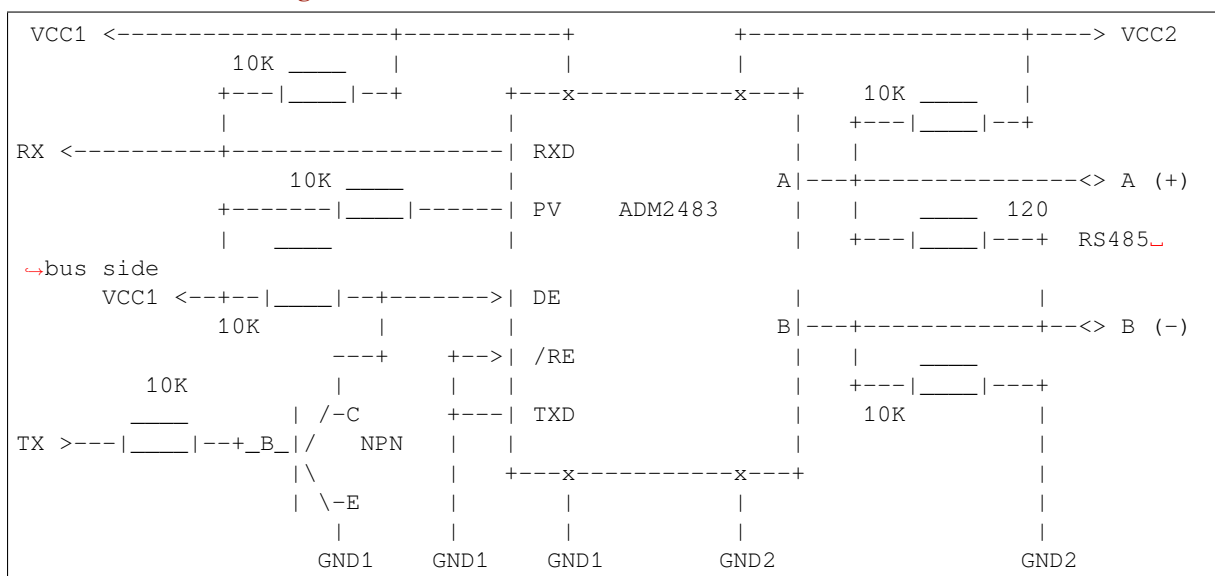 VCC1 <-------------------+-----------+           +-------------------+----> VCC2
10K ____   |           |           |                   |
+---|____|--+       +---x-----------x---+    10K ____   |
|                   |                   |   +---|____|--+
RX <----------+-------------------| RXD               |   |
10K ____       |                  A|---+---------------<> A (+)
+-------|____|------| PV    ADM2483     |   |    ____  120
|   ____            |                   |   +---|____|---+  RS485␣
↪bus side
VCC1 <--+--|____|--+------->| DE                |            |
10K         |        |                  B|---+------------+--<> B (-)
---+    +-->| /RE               |   |    ____
10K           |       |   |                   |   +---|____|---+
____       | /-C     +---| TXD               |    10K     |
TX >---|____|--+_B_|/   NPN   |   |                   |            |
|\         |   +---x-----------x---+            |
| \-E      |       |           |                |
|       |       |           |                    |
GND1    GND1    GND1        GND2                 GND2